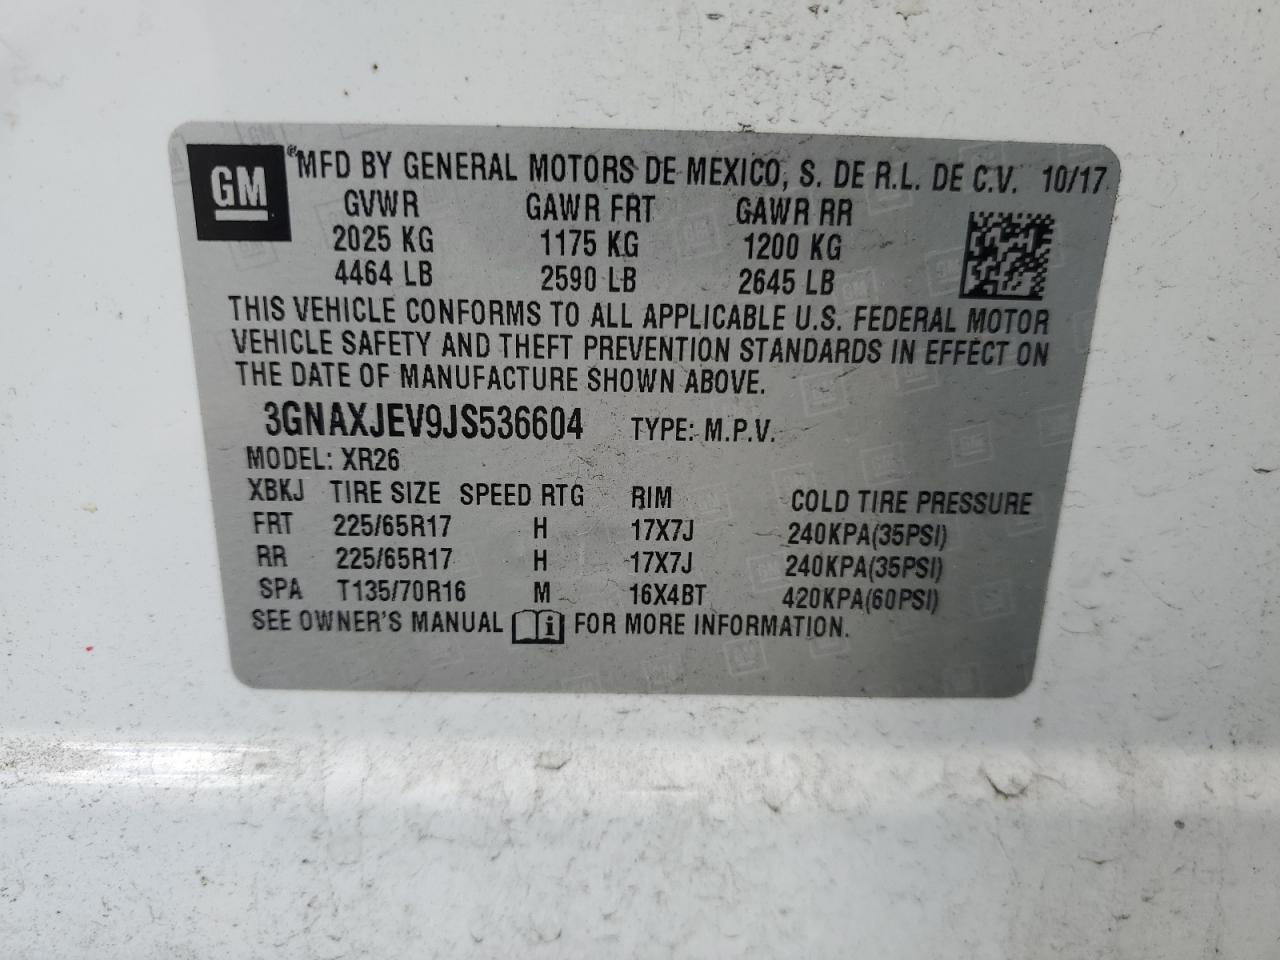 GM ® MFD BY GENERAL MOTORS DE MEXICO, S. DE R.L. DE C.V. 10/17
GVWR GAWR FRT GAWR RR
2025 KG 1175 KG 1200 KG
4464 LB 2590 LB 2645 LB
THIS VEHICLE CONFORMS TO ALL APPLICABLE U.S. FEDERAL MOTOR
VEHICLE SAFETY AND THEFT PREVENTION STANDARDS IN EFFECT ON
THE DATE OF MANUFACTURE SHOWN ABOVE.
3GNAXJEV9JS536604 TYPE: M.P.V.
MODEL: XR26
XBKJ TIRE SIZE SPEED RTG RIM COLD TIRE PRESSURE
FRT 225/65R17 H 17X7J 240KPA(35PSI)
RR 225/65R17 H 17X7J 240KPA(35PSI)
SPA T135/70R16 M 16X4BT 420KPA(60PSI)
SEE OWNER'S MANUAL i FOR MORE INFORMATION.